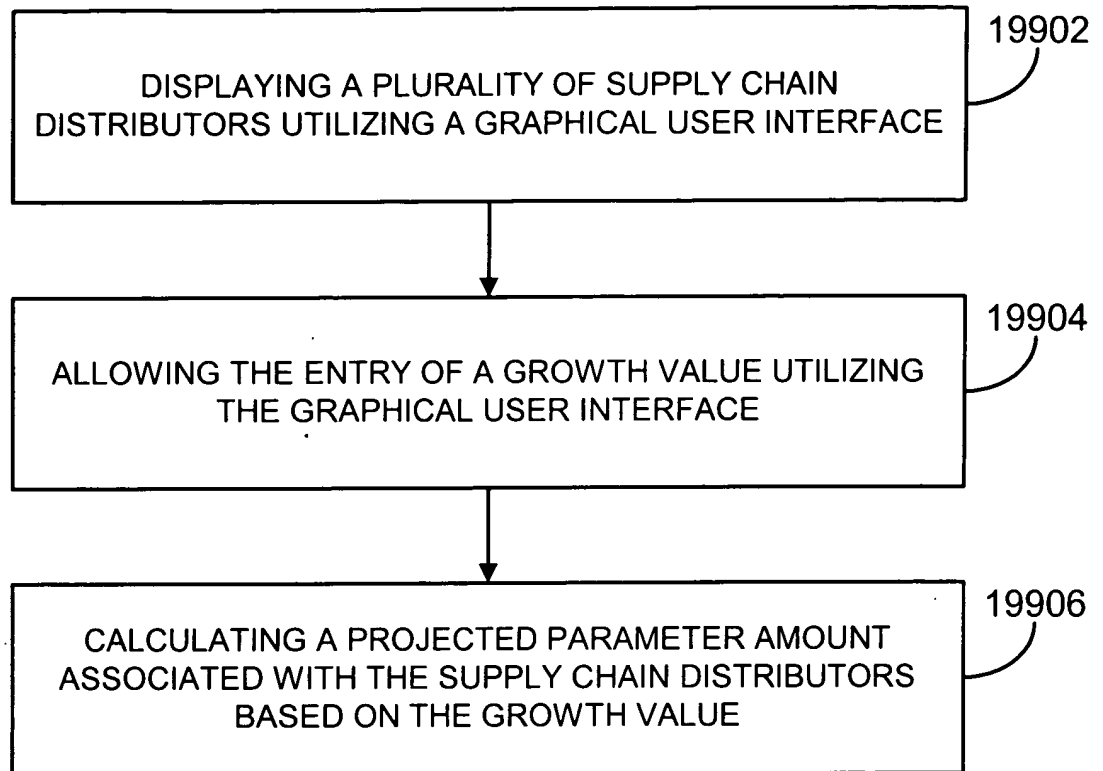 19902
DISPLAYING A PLURALITY OF SUPPLY CHAIN
DISTRIBUTORS UTILIZING A GRAPHICAL USER INTERFACE
19904
ALLOWING THE ENTRY OF A GROWTH VALUE UTILIZING
THE GRAPHICAL USER INTERFACE
19906
CALCULATING A PROJECTED PARAMETER AMOUNT
ASSOCIATED WITH THE SUPPLY CHAIN DISTRIBUTORS
BASED ON THE GROWTH VALUE